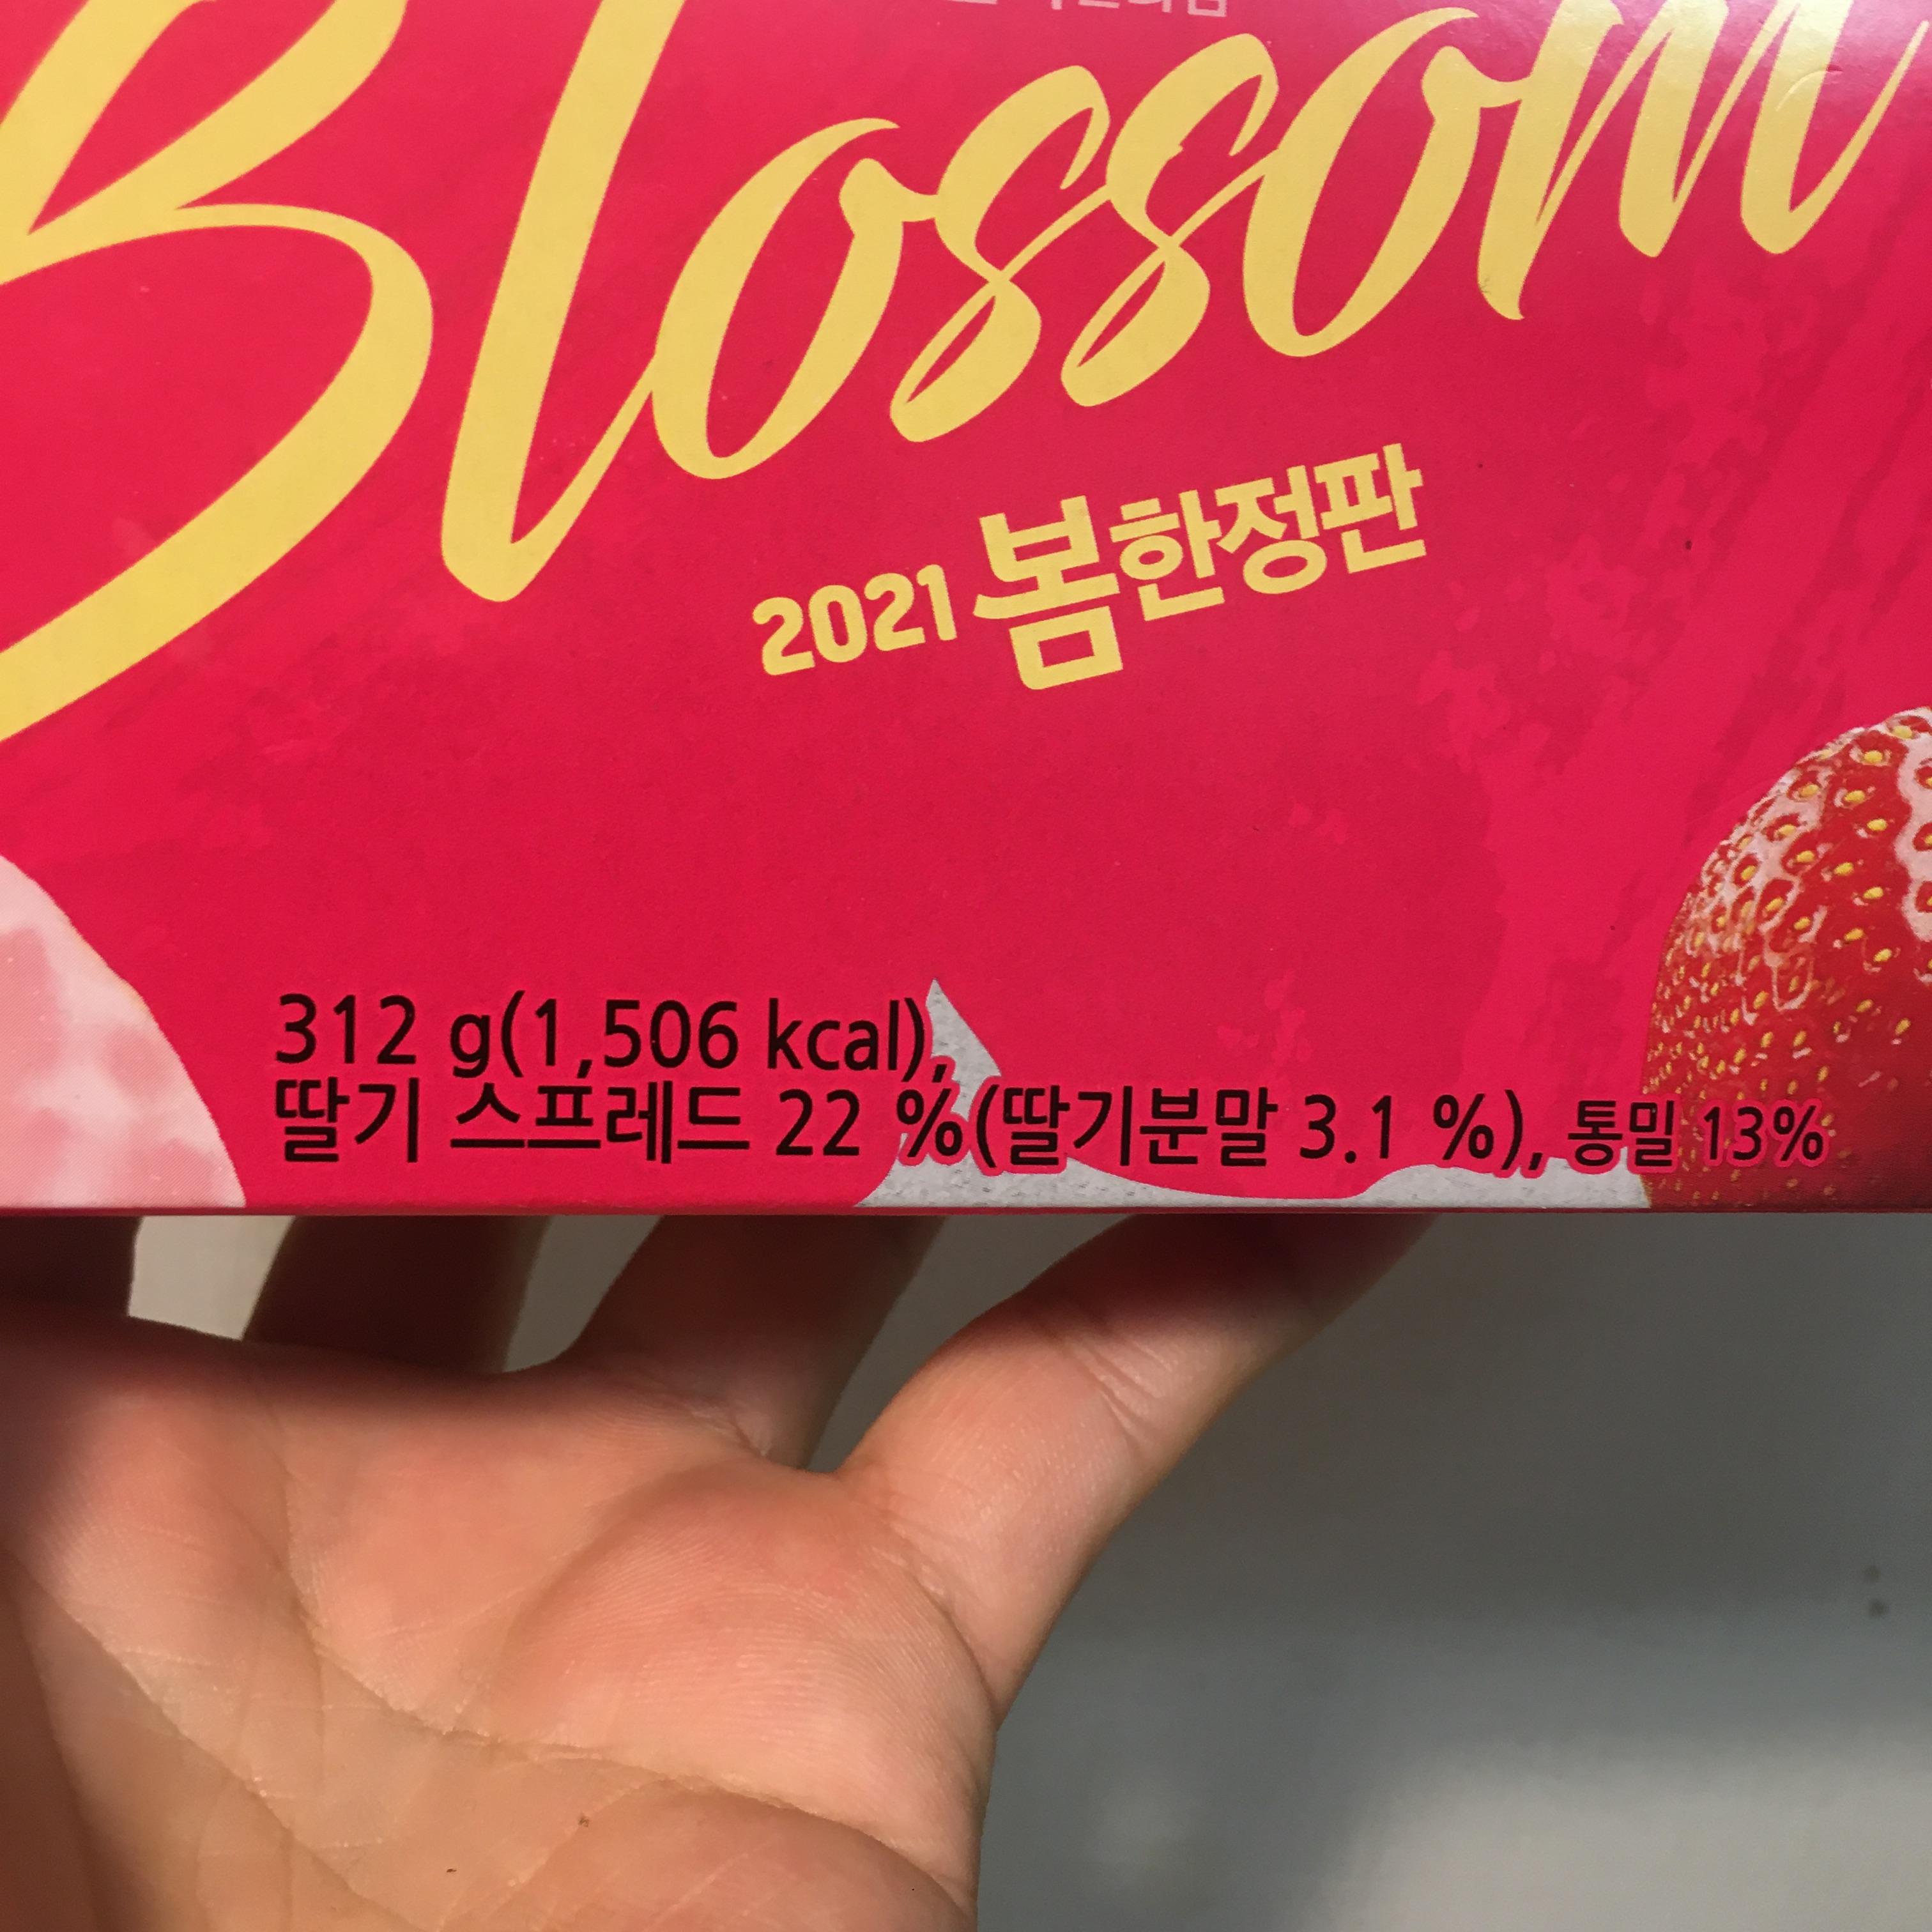 Blossom
2021 봄한정판
312 g(1,506 kcal),
딸기 스프레드 22 %(딸기분말 3.1 %), 통밀 13%